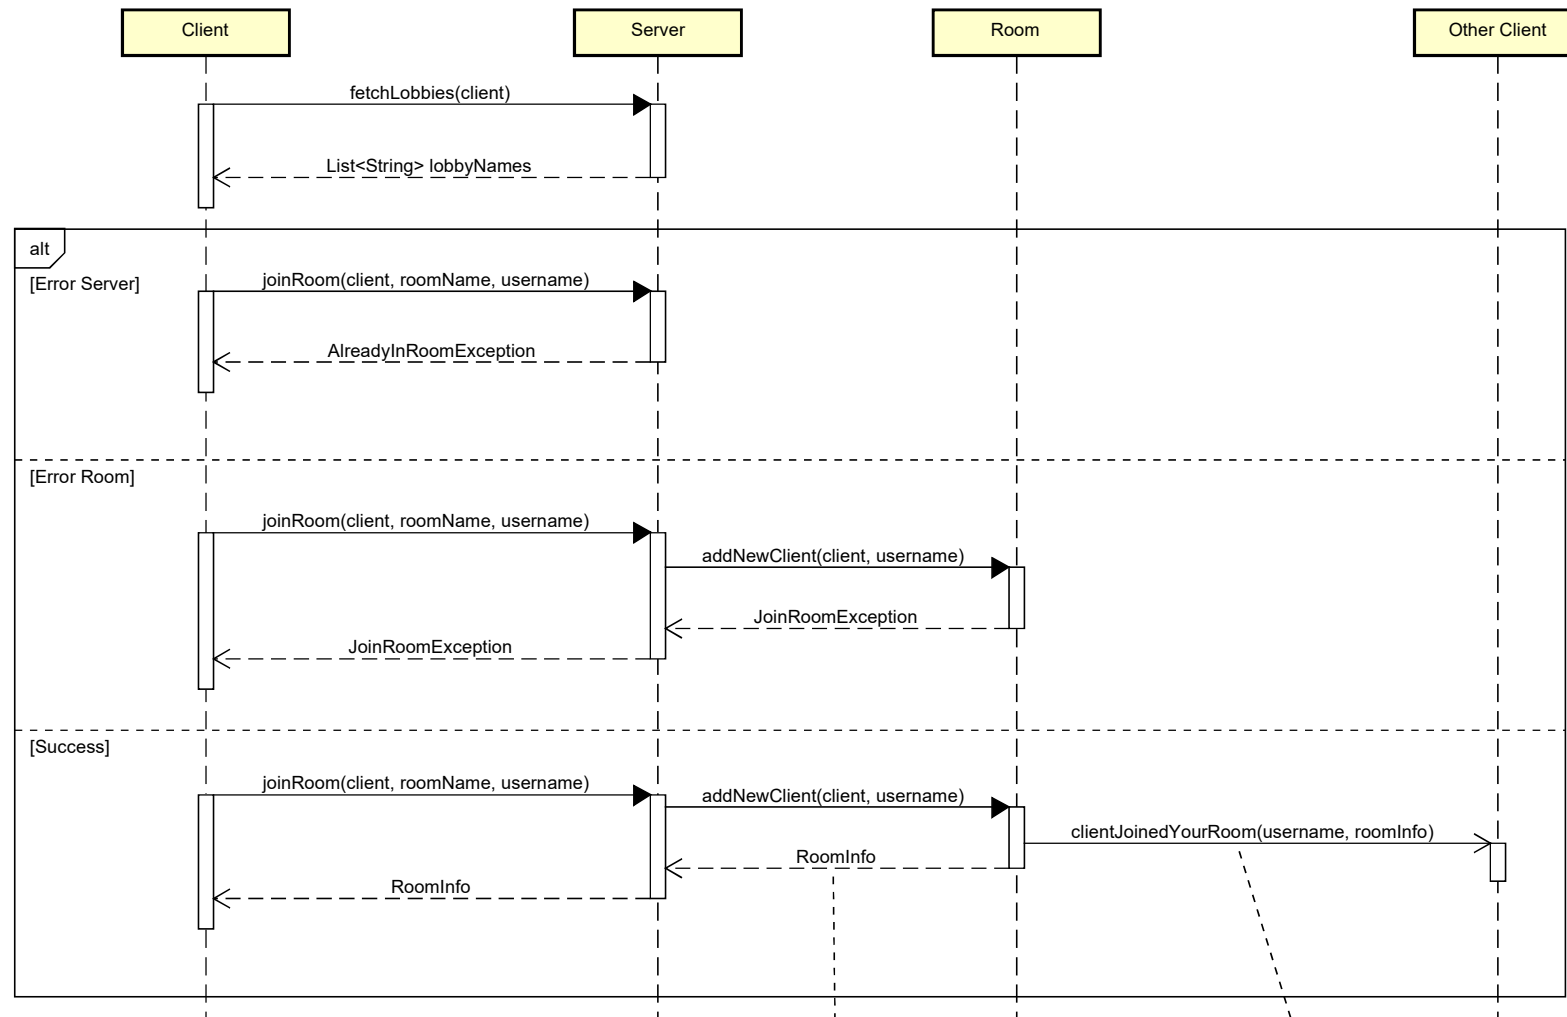 Client
Server
Room
Other Client
fetchLobbies(client)
List<String> lobbyNames
alt
[Error Server]
joinRoom(client, roomName, username)
AlreadyInRoomException
[Error Room]
joinRoom(client, roomName, username)
addNewClient(client, username)
JoinRoomException
JoinRoomException
[Success]
joinRoom(client, roomName, username)
addNewClient(client, username)
clientJoinedYourRoom(username, roomInfo)
RoomInfo
RoomInfo